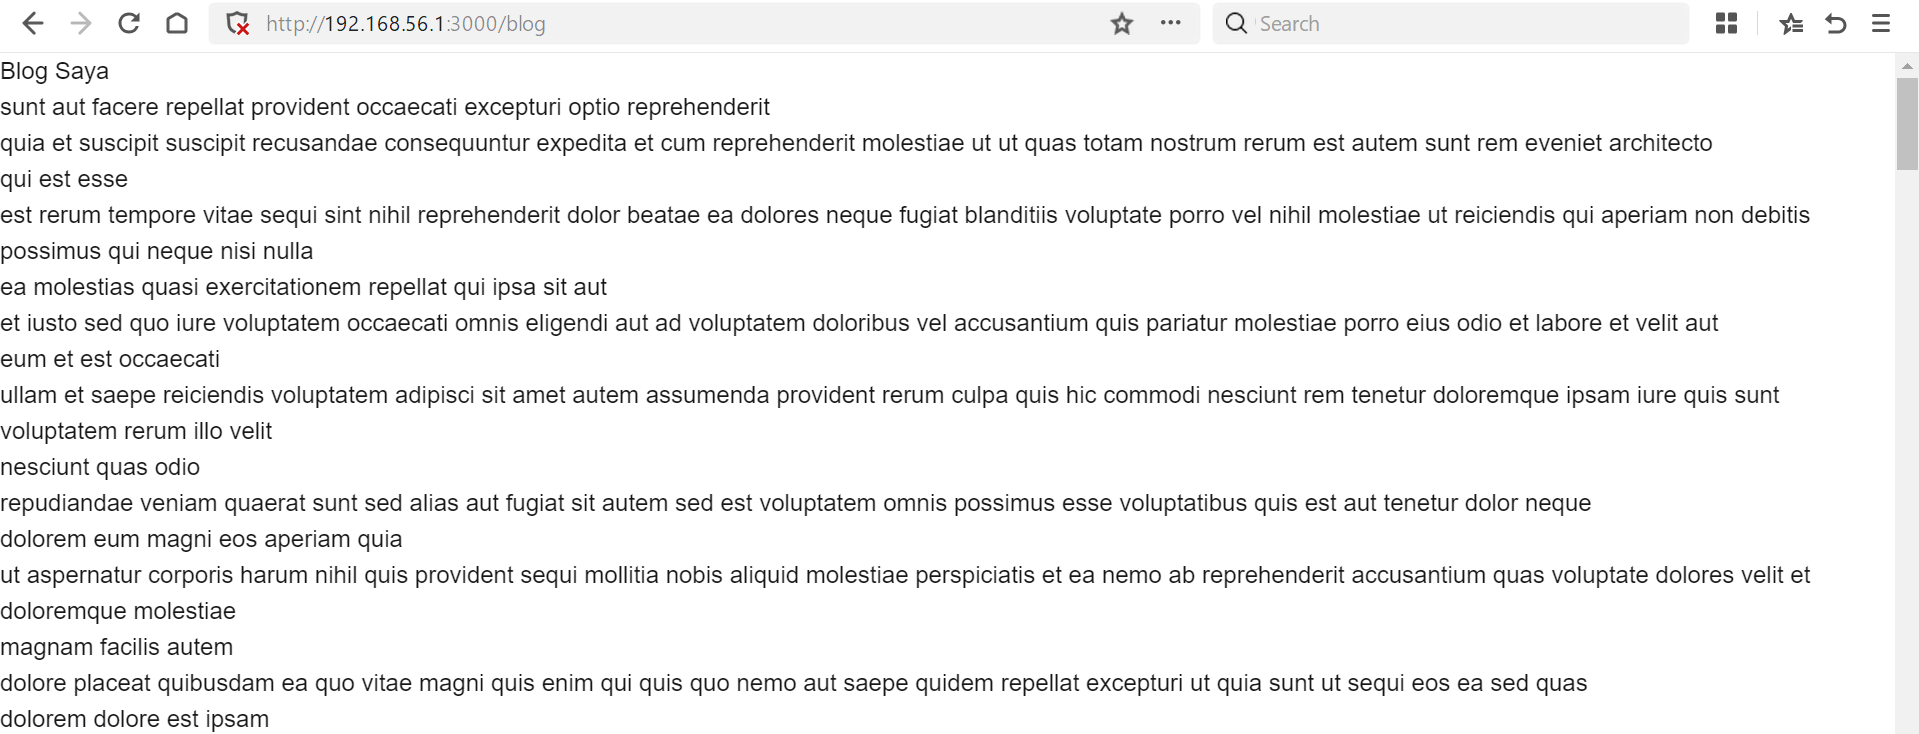 http://192.168.56.1:3000/blog
Search
Blog Saya
sunt aut facere repellat provident occaecati excepturi optio reprehenderit
quia et suscipit suscipit recusandae consequuntur expedita et cum reprehenderit molestiae ut ut quas totam nostrum rerum est autem sunt rem eveniet architecto
qui est esse
est rerum tempore vitae sequi sint nihil reprehenderit dolor beatae ea dolores neque fugiat blanditiis voluptate porro vel nihil molestiae ut reiciendis qui aperiam non debitis
possimus qui neque nisi nulla
ea molestias quasi exercitationem repellat qui ipsa sit aut
et iusto sed quo iure voluptatem occaecati omnis eligendi aut ad voluptatem doloribus vel accusantium quis pariatur molestiae porro eius odio et labore et velit aut
eum et est occaecati
ullam et saepe reiciendis voluptatem adipisci sit amet autem assumenda provident rerum culpa quis hic commodi nesciunt rem tenetur doloremque ipsam iure quis sunt
voluptatem rerum illo velit
nesciunt quas odio
repudiandae veniam quaerat sunt sed alias aut fugiat sit autem sed est voluptatem omnis possimus esse voluptatibus quis est aut tenetur dolor neque
dolorem eum magni eos aperiam quia
ut aspernatur corporis harum nihil quis provident sequi mollitia nobis aliquid molestiae perspiciatis et ea nemo ab reprehenderit accusantium quas voluptate dolores velit et
doloremque molestiae
magnam facilis autem
dolore placeat quibusdam ea quo vitae magni quis enim qui quis quo nemo aut saepe quidem repellat excepturi ut quia sunt ut sequi eos ea sed quas
dolorem dolore est ipsam